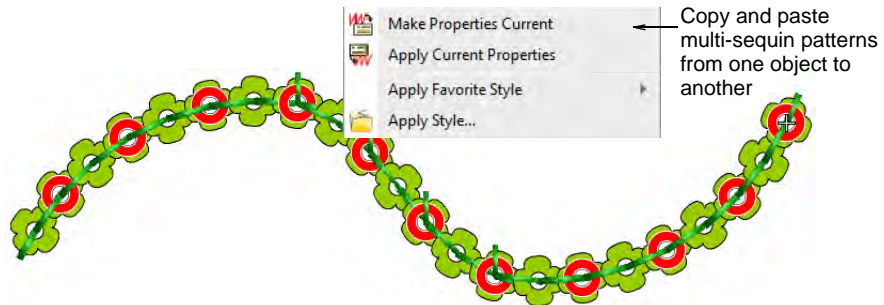 Make Properties Current
Apply Current Properties
Apply Favorite Style
Apply Style...
Copy and paste
multi-sequin patterns
from one object to
another